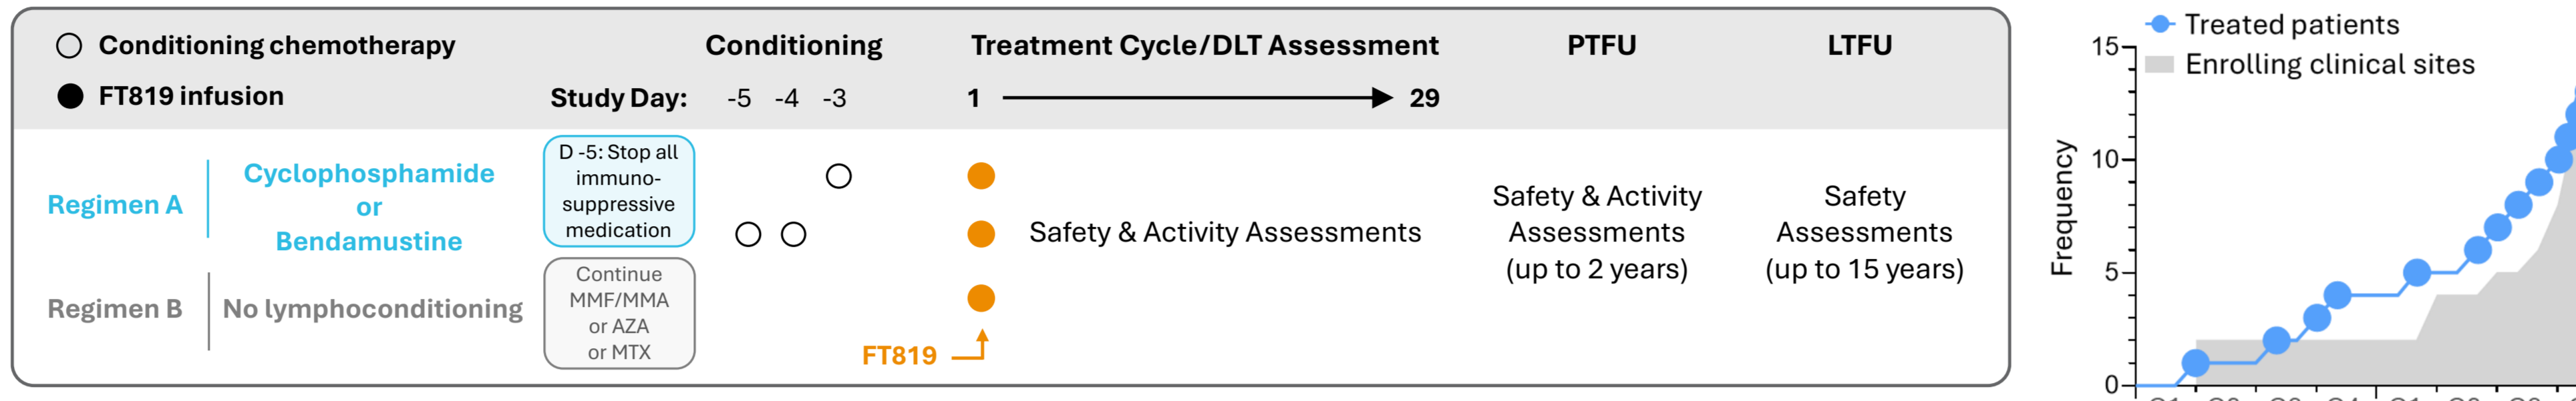 Conditioning chemotherapy
FT819 infusion
Conditioning
Treatment Cycle/DLT Assessment
PTFU
LTFU
Study Day:
-5 -4 -3
1
29
Regimen A
Cyclophosphamide
or
Bendamustine
D -5: Stop all
immuno-
suppressive
medication
Regimen B
No lymphoconditioning
Continue
MMF/MMA
or AZA
or MTX
FT819
Safety & Activity Assessments
Safety & Activity
Assessments
(up to 2 years)
Safety
Assessments
(up to 15 years)
Treated patients
Enrolling clinical sites
Frequency
15
10
5
0